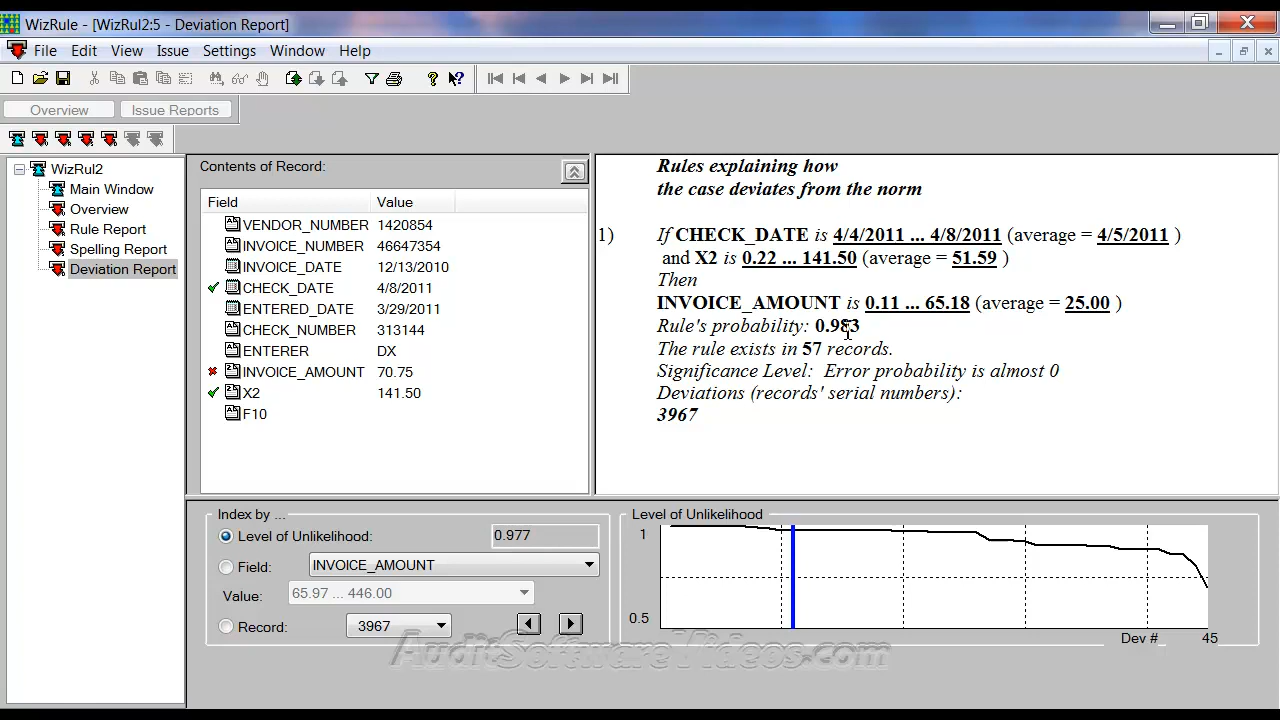 WizRule - [WizRul2:5 - Deviation Report]
File Edit View Issue Settings Window Help
Overview Issue Reports
WizRul2
Main Window
Overview
Rule Report
Spelling Report
Deviation Report
Contents of Record:
Field Value
VENDOR_NUMBER 1420854
INVOICE_NUMBER 46647354
INVOICE_DATE 12/13/2010
CHECK_DATE 4/8/2011
ENTERED_DATE 3/29/2011
CHECK_NUMBER 313144
ENTERER DX
INVOICE_AMOUNT 70.75
X2 141.50
F10
Rules explaining how
the case deviates from the norm
1) If CHECK_DATE is 4/4/2011 ... 4/8/2011 (average = 4/5/2011 )
and X2 is 0.22 ... 141.50 (average = 51.59 )
Then
INVOICE_AMOUNT is 0.11 ... 65.18 (average = 25.00 )
Rule's probability: 0.983
The rule exists in 57 records.
Significance Level: Error probability is almost 0
Deviations (records' serial numbers):
3967
Index by ...
Level of Unlikelihood: 0.977
Field: INVOICE_AMOUNT
Value: 65.97 ... 446.00
Record: 3967
Level of Unlikelihood
1
0.5
Dev # 45
AuditSoftwareVideos.com